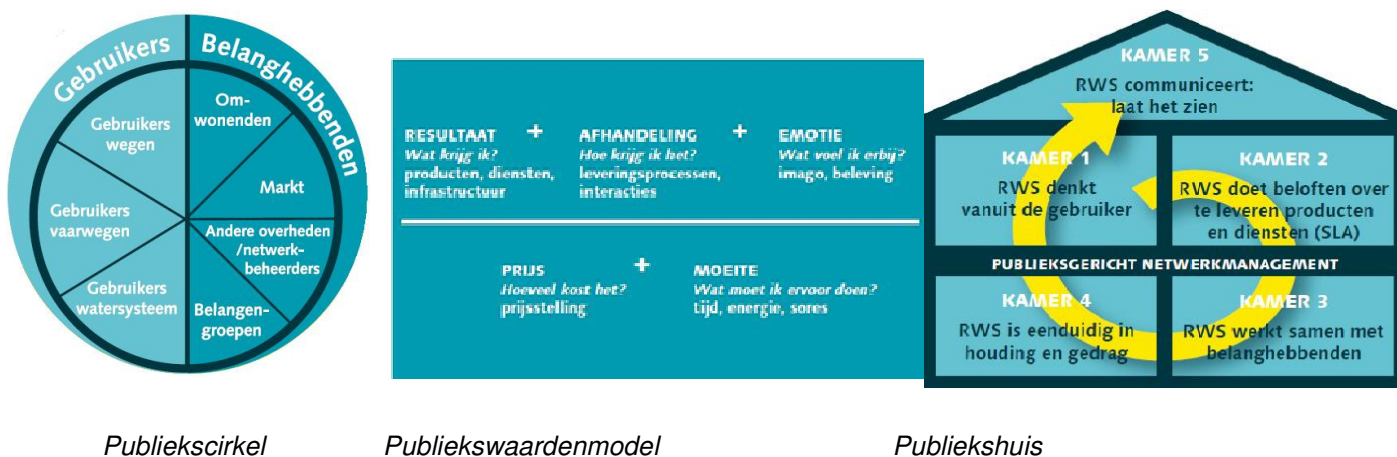 Gebruikers
Belanghebbenden
Gebruikers
wegen
Gebruikers
vaarwegen
Gebruikers
watersysteem
Om-
wonenden
Markt
Andere overheden
/netwerk-
beheerders
Belangen-
groepen
RESULTAAT + AFHANDELING + EMOTIE
Wat krijg ik? Hoe krijg ik het? Wat voel ik erbij?
producten, diensten, leveringsprocessen, imago, beleving
infrastructuur interacties
PRIJS + MOEITE
Hoeveel kost het? Wat moet ik ervoor doen?
prijsstelling tijd, energie, sores
KAMER 5
RWS communiceert:
laat het zien
KAMER 1
RWS denkt
vanuit de gebruiker
KAMER 2
RWS doet beloften over
te leveren producten
en diensten (SLA)
PUBLIEKSGERICHT NETWERKMANAGEMENT
KAMER 4
RWS is eenduidig in
houding en gedrag
KAMER 3
RWS werkt samen met
belanghebbenden
Publiekscirkel Publiekswaardenmodel Publiekshuis